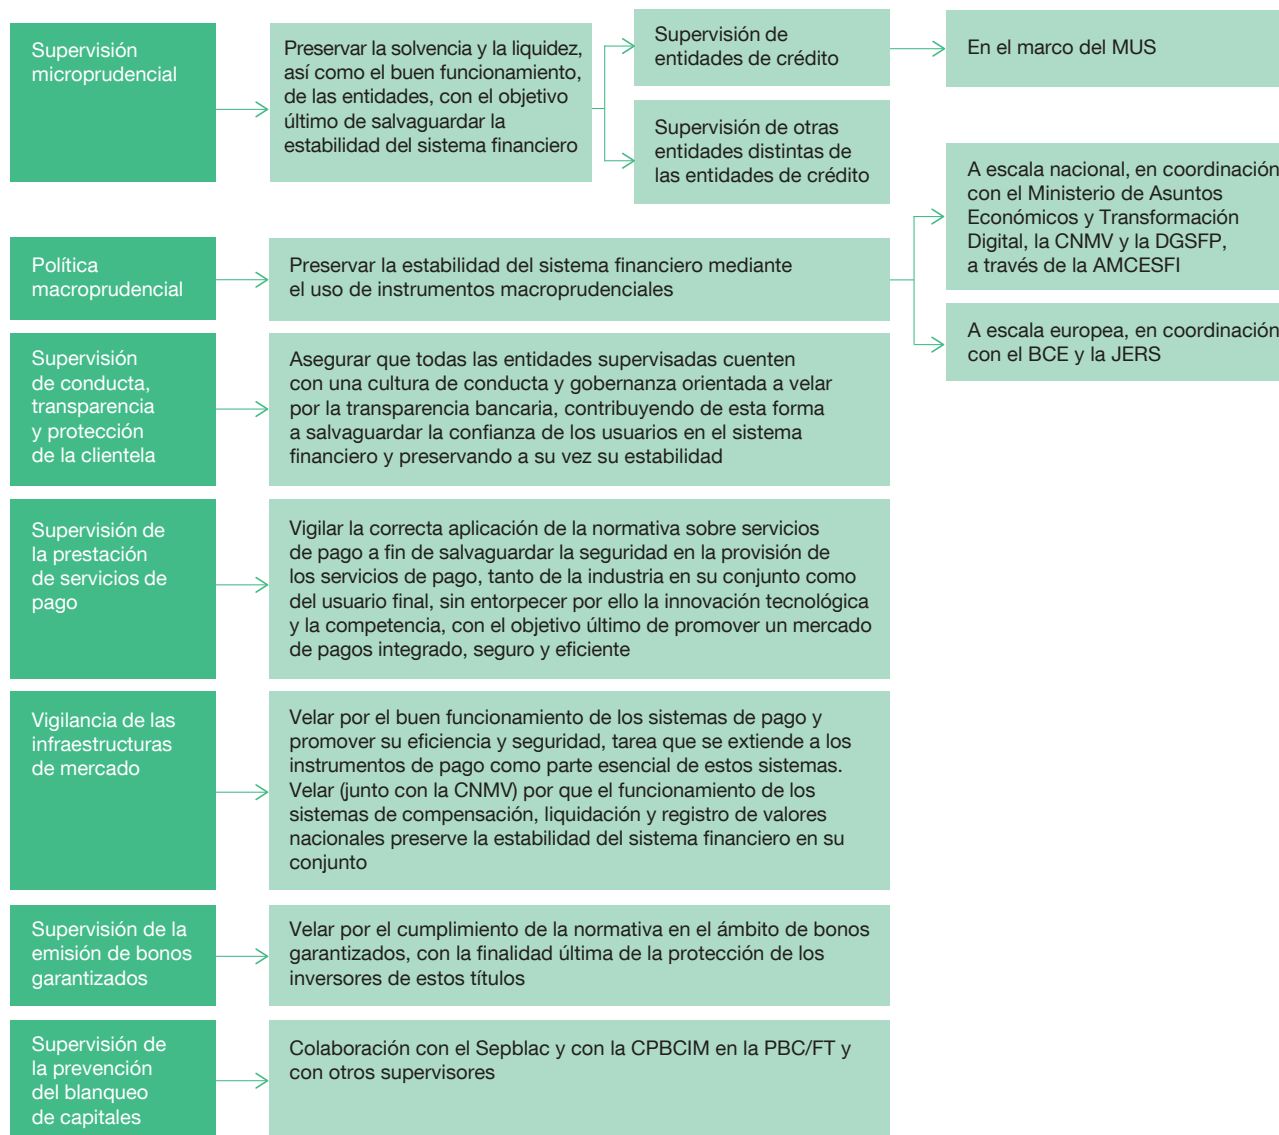 Supervisión
microprudencial
Preservar la solvencia y la liquidez,
así como el buen funcionamiento,
de las entidades, con el objetivo
último de salvaguardar la
estabilidad del sistema financiero
Supervisión de
entidades de crédito
En el marco del MUS
Supervisión de otras
entidades distintas de
las entidades de crédito
Política
macroprudencial
Preservar la estabilidad del sistema financiero mediante
el uso de instrumentos macroprudenciales
A escala nacional, en coordinación
con el Ministerio de Asuntos
Económicos y Transformación
Digital, la CNMV y la DGSFP,
a través de la AMCESFI
A escala europea, en coordinación
con el BCE y la JERS
Supervisión
de conducta,
transparencia
y protección
de la clientela
Asegurar que todas las entidades supervisadas cuenten
con una cultura de conducta y gobernanza orientada a velar
por la transparencia bancaria, contribuyendo de esta forma
a salvaguardar la confianza de los usuarios en el sistema
financiero y preservando a su vez su estabilidad
Supervisión de
la prestación
de servicios de
pago
Vigilar la correcta aplicación de la normativa sobre servicios
de pago a fin de salvaguardar la seguridad en la provisión de
los servicios de pago, tanto de la industria en su conjunto como
del usuario final, sin entorpecer por ello la innovación tecnológica
y la competencia, con el objetivo último de promover un mercado
de pagos integrado, seguro y eficiente
Vigilancia de las
infraestructuras
de mercado
Velar por el buen funcionamiento de los sistemas de pago y
promover su eficiencia y seguridad, tarea que se extiende a los
instrumentos de pago como parte esencial de estos sistemas.
Velar (junto con la CNMV) por que el funcionamiento de los
sistemas de compensación, liquidación y registro de valores
nacionales preserve la estabilidad del sistema financiero en su
conjunto
Supervisión de la
emisión de bonos
garantizados
Velar por el cumplimiento de la normativa en el ámbito de bonos
garantizados, con la finalidad última de la protección de los
inversores de estos títulos
Supervisión de
la prevención
del blanqueo
de capitales
Colaboración con el Sepblac y con la CPBCIM en la PBC/FT y
con otros supervisores